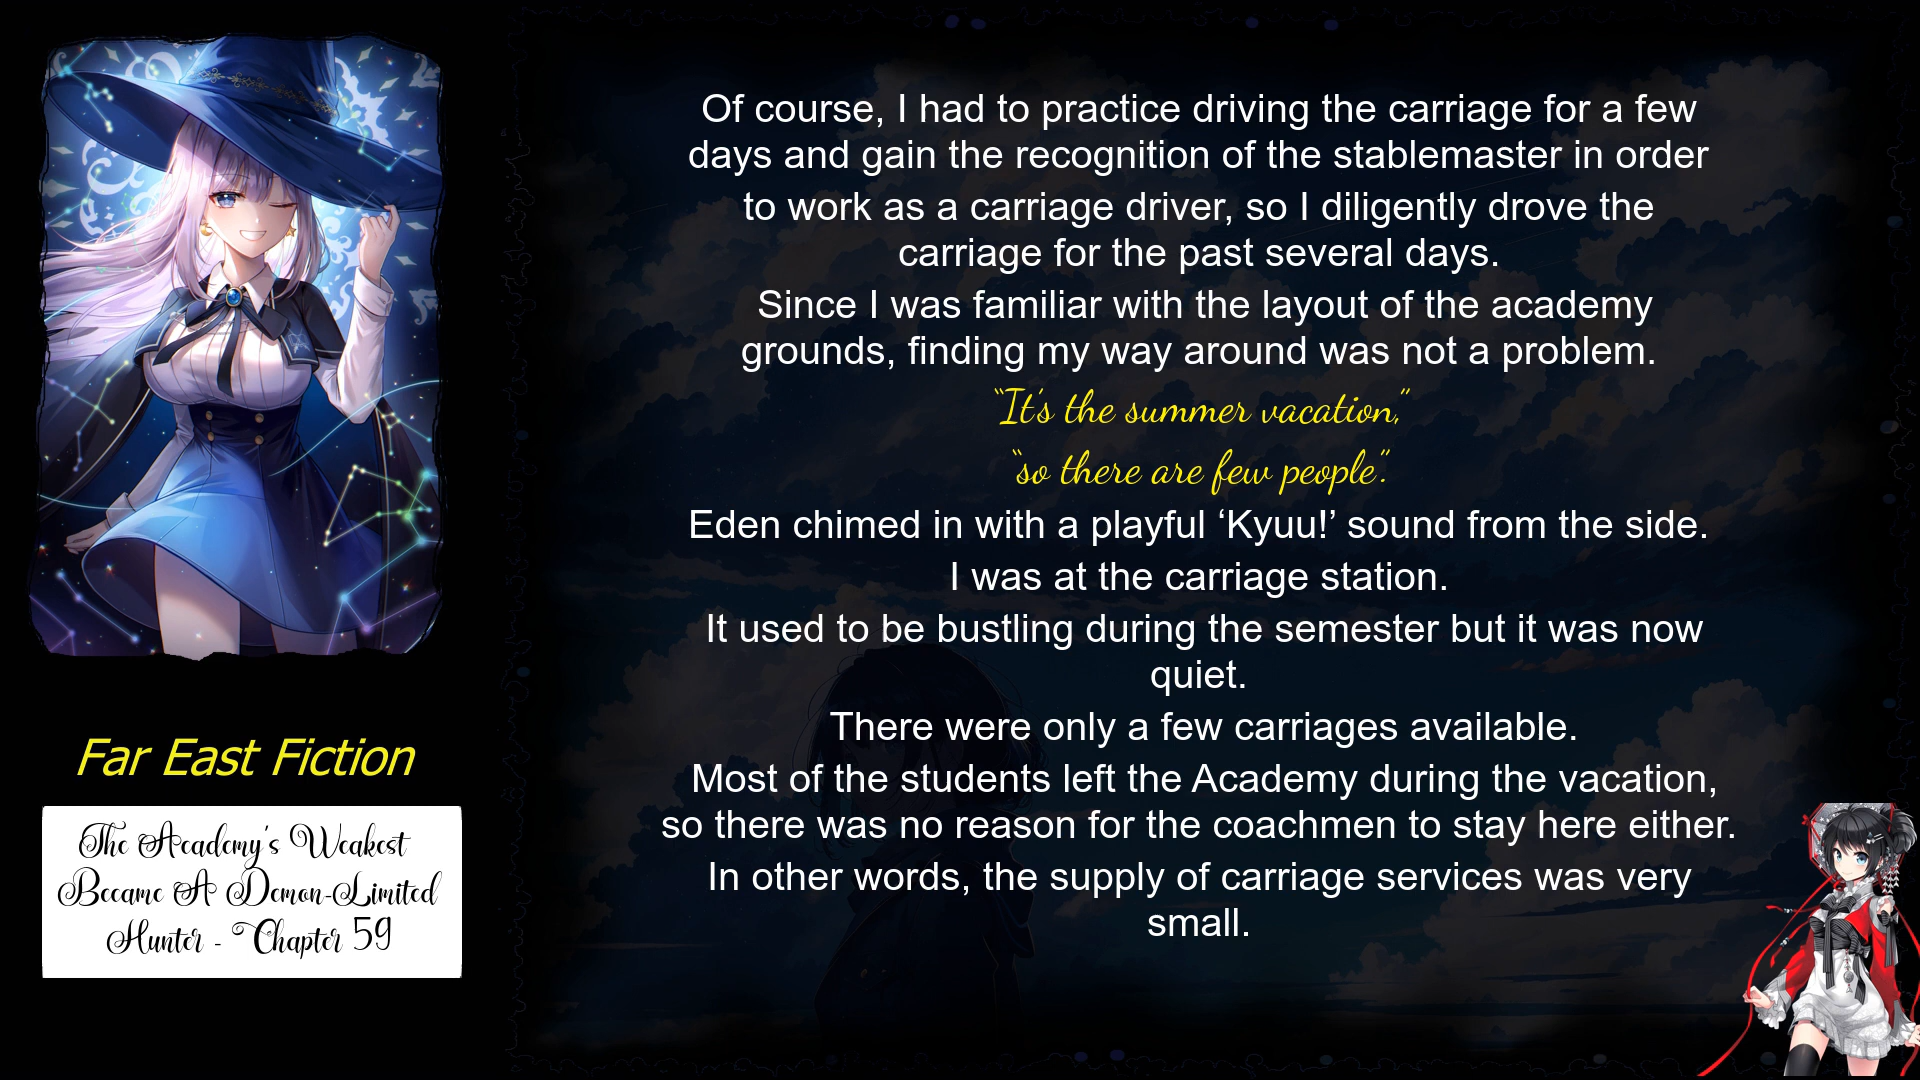 Of course, I had to practice driving the carriage for a few
days and gain the recognition of the stablemaster in order
to work as a carriage driver, so I diligently drove the
carriage for the past several days.
Since I was familiar with the layout of the academy
grounds, finding my way around was not a problem.
“It's the summer vacation,”
“so there are few people”.
Eden chimed in with a playful ‘Kyuu!’ sound from the side.
I was at the carriage station.
It used to be bustling during the semester but it was now
quiet.
There were only a few carriages available.
Most of the students left the Academy during the vacation,
so there was no reason for the coachmen to stay here either.
In other words, the supply of carriage services was very
small.
Far East Fiction
The Academy's Weakest
Became A Demon-Limited
Hunter - Chapter 59